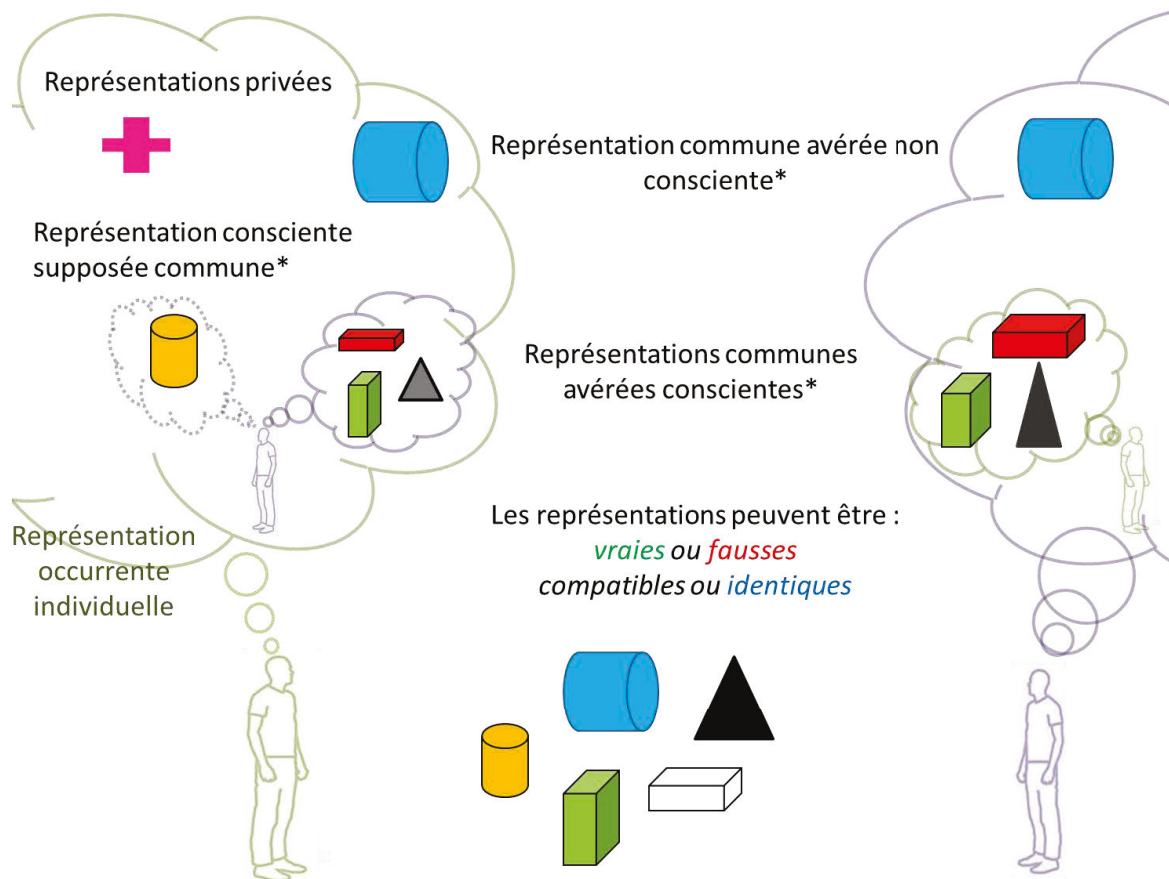 Représentations privées
Représentation commune avérée non
consciente*
Représentation consciente
supposée commune*
Représentations communes
avérées conscientes*
Les représentations peuvent être :
vraies ou fausses
compatibles ou identiques
Représentation
occurrente
individuelle